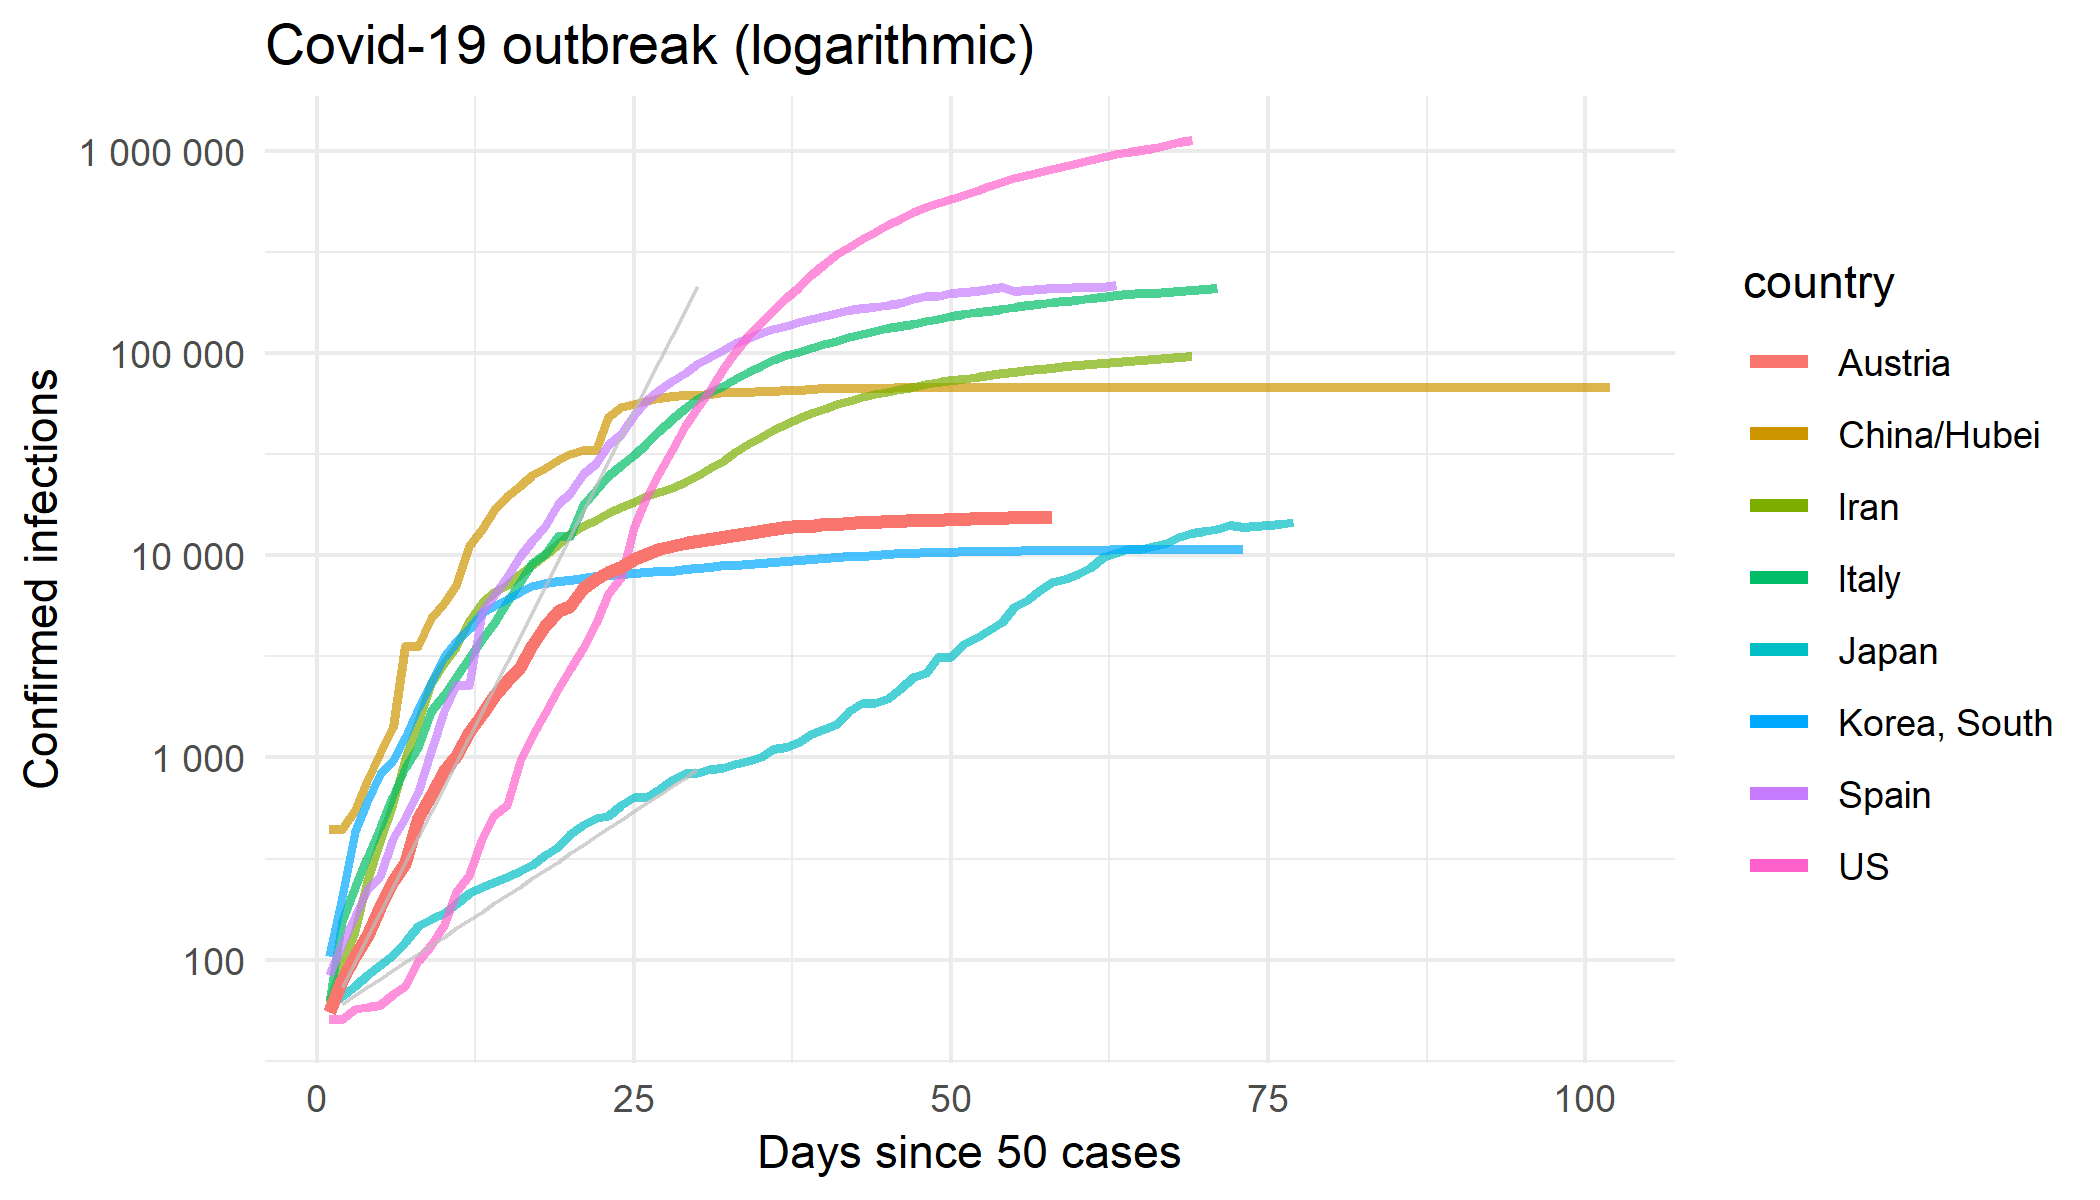 Covid-19 outbreak (logarithmic)
1 000 000
100 000
10 000
1 000
100
Confirmed infections
0 25 50 75 100
Days since 50 cases
country
Austria
China/Hubei
Iran
Italy
Japan
Korea, South
Spain
US